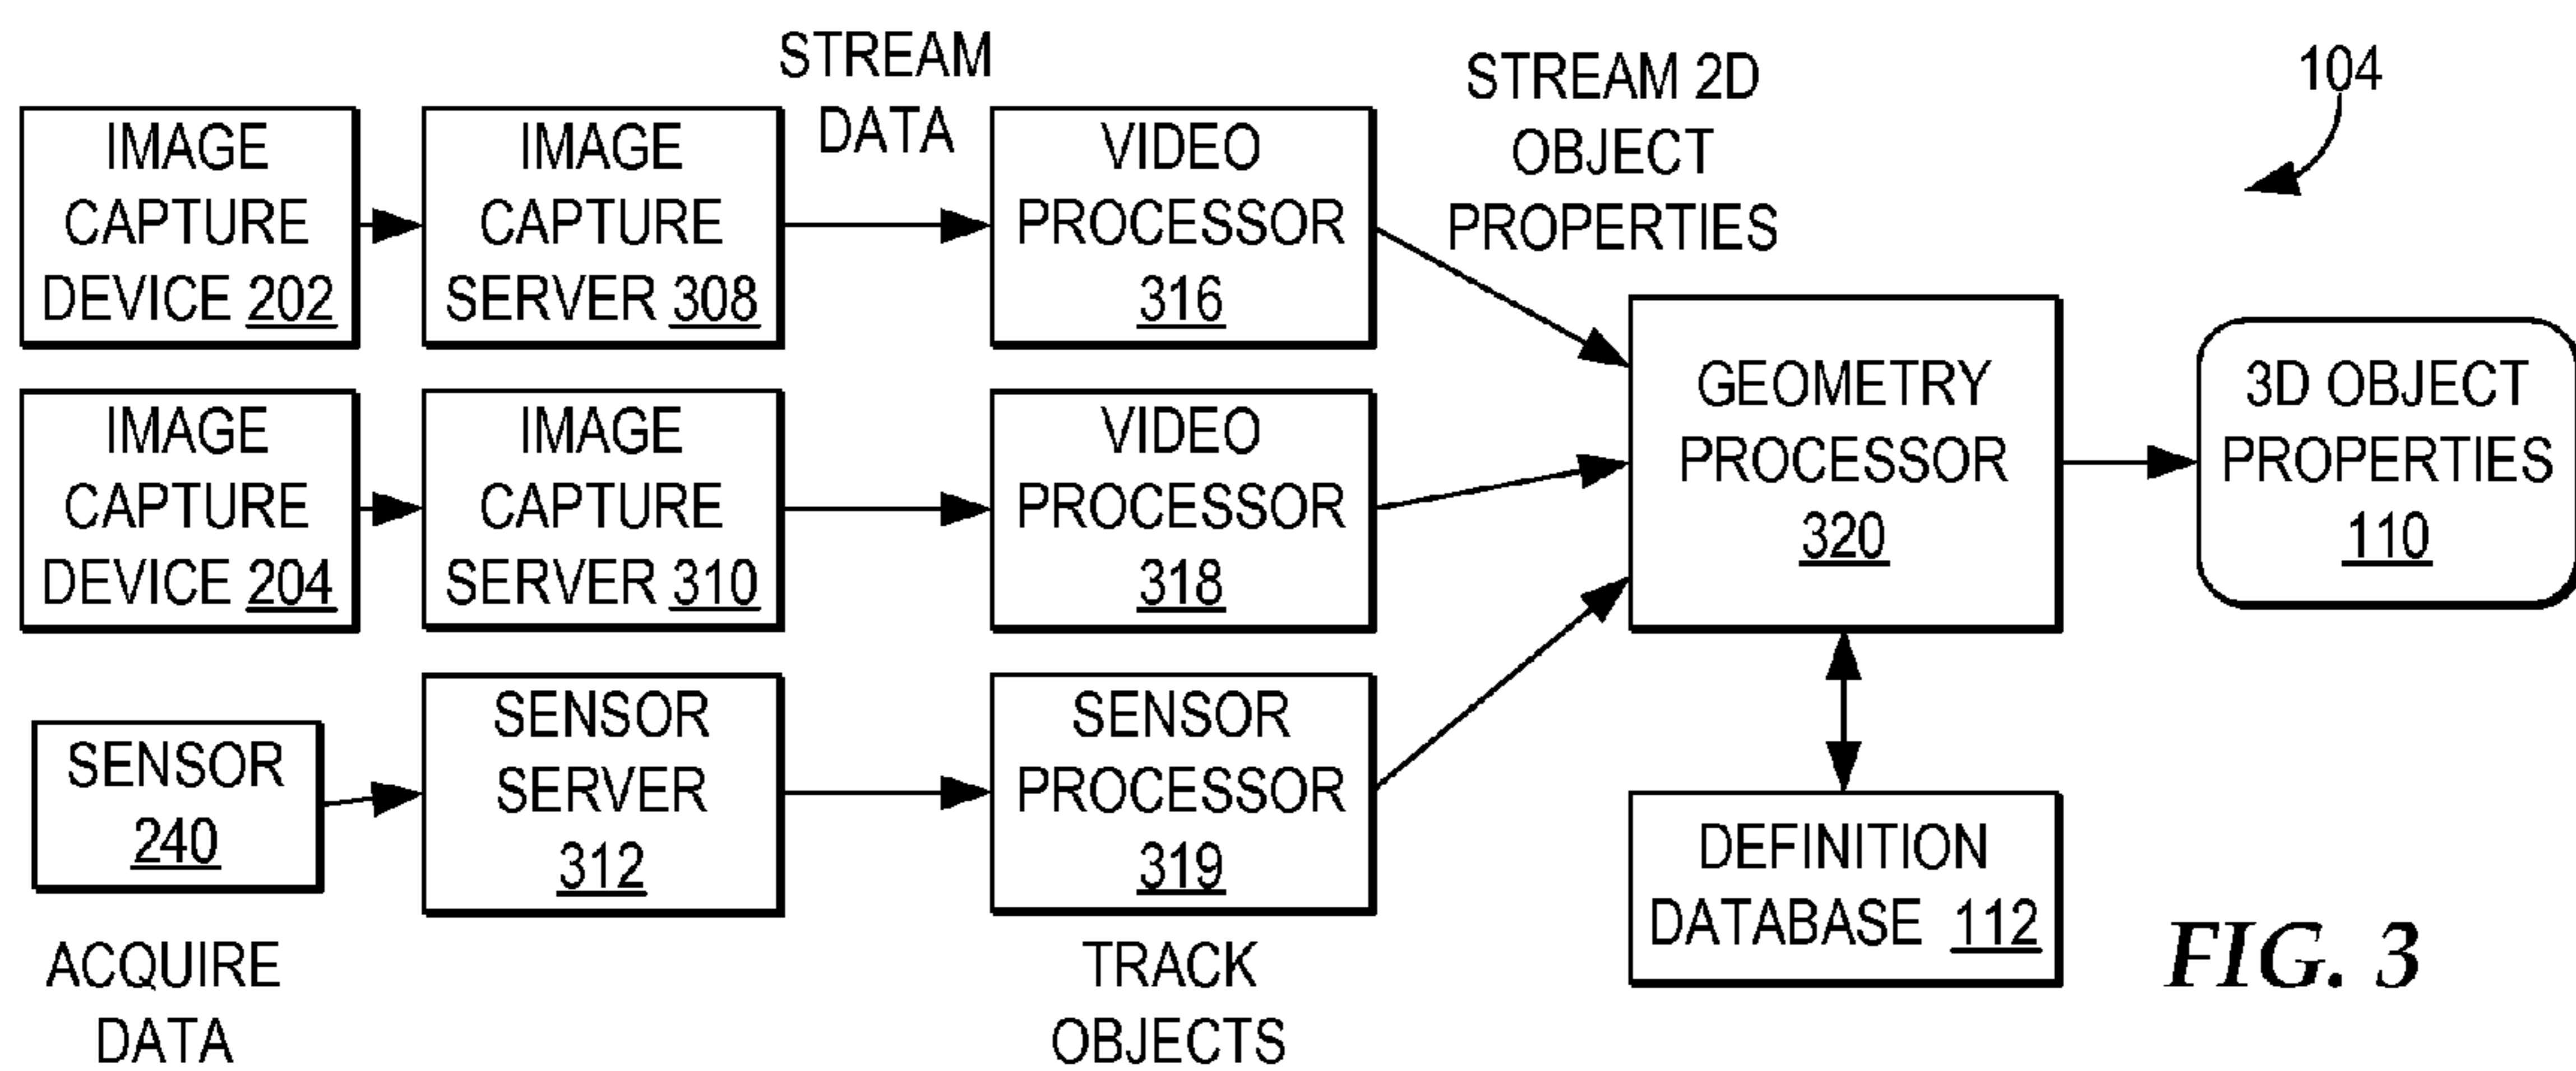 STREAM
DATA
STREAM 2D
OBJECT
PROPERTIES
104
IMAGE
CAPTURE
DEVICE 202
IMAGE
CAPTURE
SERVER 308
VIDEO
PROCESSOR
316
IMAGE
CAPTURE
DEVICE 204
IMAGE
CAPTURE
SERVER 310
VIDEO
PROCESSOR
318
GEOMETRY
PROCESSOR
320
3D OBJECT
PROPERTIES
110
SENSOR
240
SENSOR
SERVER
312
SENSOR
PROCESSOR
319
DEFINITION
DATABASE 112
ACQUIRE
DATA
TRACK
OBJECTS
FIG. 3